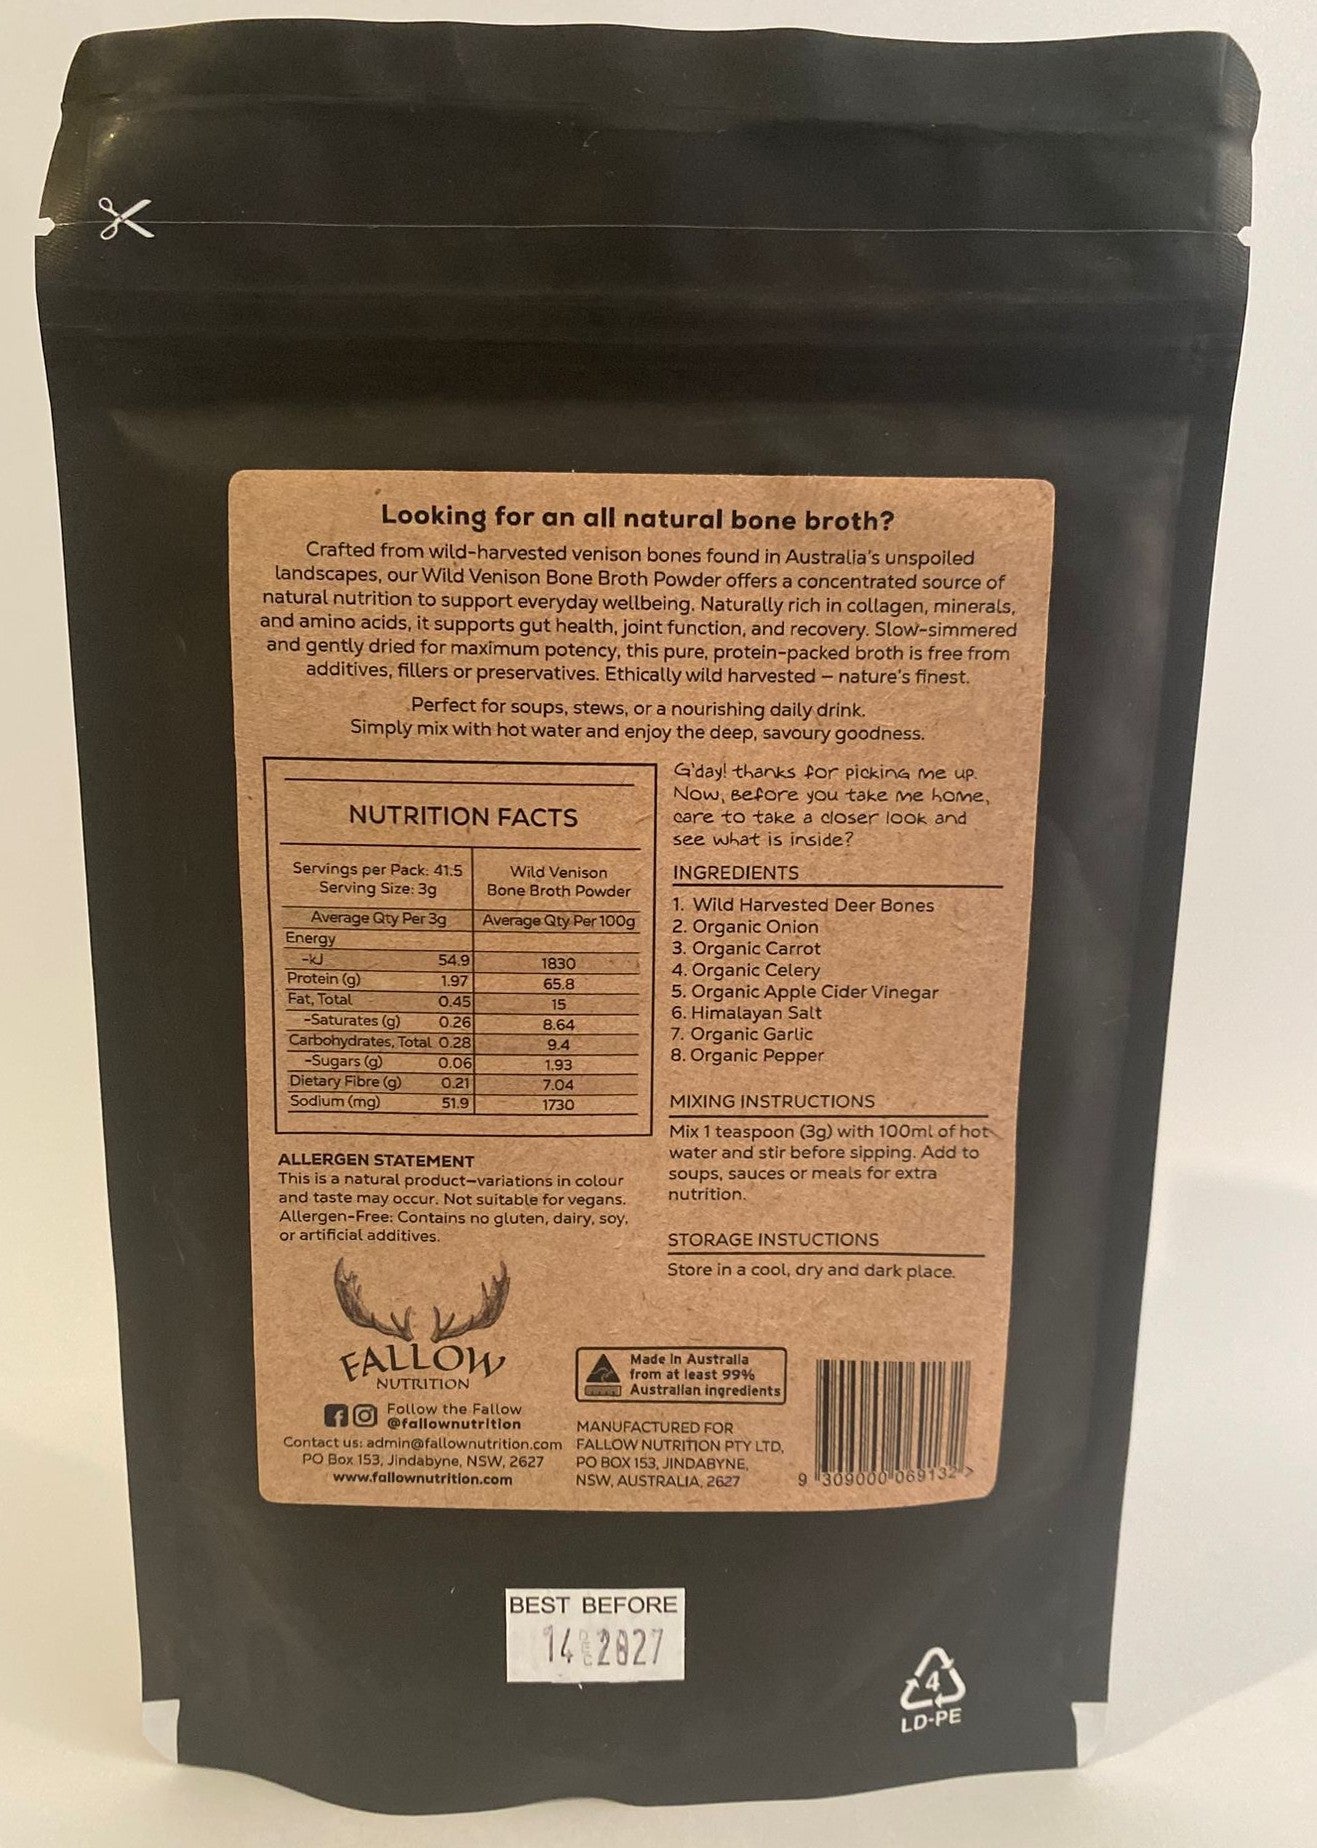 Looking for an all natural bone broth?
Crafted from wild-harvested venison bones found in Australia's unspoiled
landscapes, our Wild Venison Bone Broth Powder offers a concentrated source of
natural nutrition to support everyday wellbeing. Naturally rich in collagen, minerals,
and amino acids, it supports gut health, joint function, and recovery. Slow-simmered
and gently dried for maximum potency, this pure, protein-packed broth is free from
additives, fillers or preservatives. Ethically wild harvested – nature's finest.
Perfect for soups, stews, or a nourishing daily drink.
Simply mix with hot water and enjoy the deep, savoury goodness.
NUTRITION FACTS
Servings per Pack: 41.5
Serving Size: 3g
Wild Venison
Bone Broth Powder
Average Qty Per 3g Average Qty Per 100g
Energy
-kJ 54.9 1830
Protein (g) 1.97 65.8
Fat, Total 0.45 15
-Saturates (g) 0.26 8.64
Carbohydrates, Total 0.28 9.4
-Sugars (g) 0.06 1.93
Dietary Fibre (g) 0.21 7.04
Sodium (mg) 51.9 1730
ALLERGEN STATEMENT
This is a natural product–variations in colour
and taste may occur. Not suitable for vegans.
Allergen-Free: Contains no gluten, dairy, soy,
or artificial additives.
G'day! thanks for picking me up.
Now, before you take me home,
care to take a closer look and
see what is inside?
INGREDIENTS
1. Wild Harvested Deer Bones
2. Organic Onion
3. Organic Carrot
4. Organic Celery
5. Organic Apple Cider Vinegar
6. Himalayan Salt
7. Organic Garlic
8. Organic Pepper
MIXING INSTRUCTIONS
Mix 1 teaspoon (3g) with 100ml of hot
water and stir before sipping. Add to
soups, sauces or meals for extra
nutrition.
STORAGE INSTUCTIONS
Store in a cool, dry and dark place.
FALLOW
NUTRITION
Follow the Fallow
@fallownutrition
Contact us: admin@fallownutrition.com
PO Box 153, Jindabyne, NSW, 2627
www.fallownutrition.com
Made in Australia
from at least 99%
Australian ingredients
MANUFACTURED FOR
FALLOW NUTRITION PTY LTD,
PO BOX 153, JINDABYNE,
NSW, AUSTRALIA, 2627
9 309000 069132 >
BEST BEFORE
14 DEC 2027
4
LD-PE